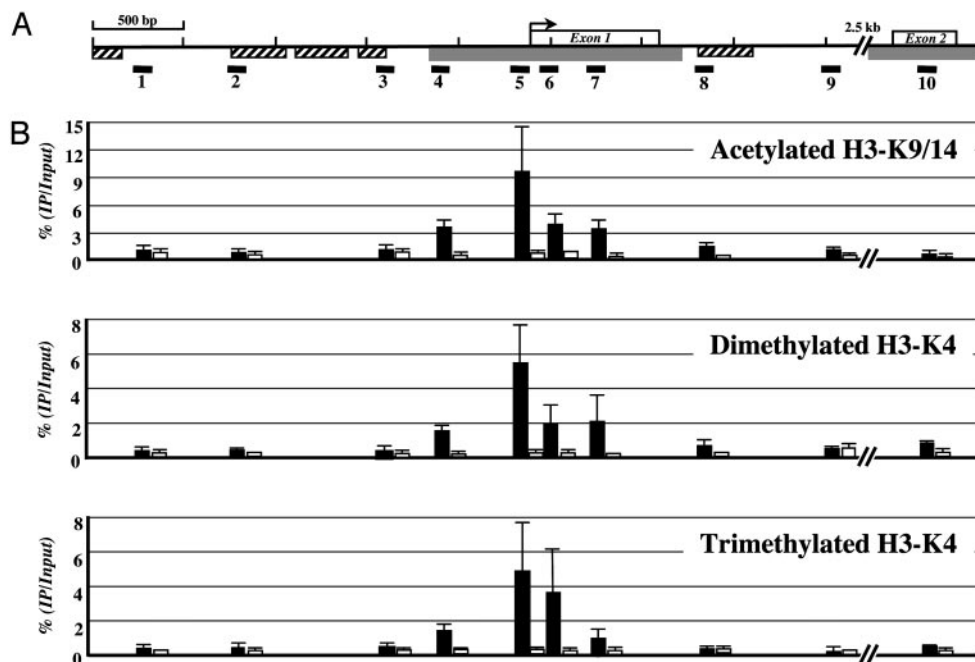 A
500 bp
Exon 1
2.5 kb
Exon 2
1 2 3 4 5 6 7 8 9 10
B
Acetylated H3-K9/14
% (IP/Input)
15
12
9
6
3
0
Dimethylated H3-K4
% (IP/Input)
8
6
4
2
0
Trimethylated H3-K4
% (IP/Input)
8
6
4
2
0